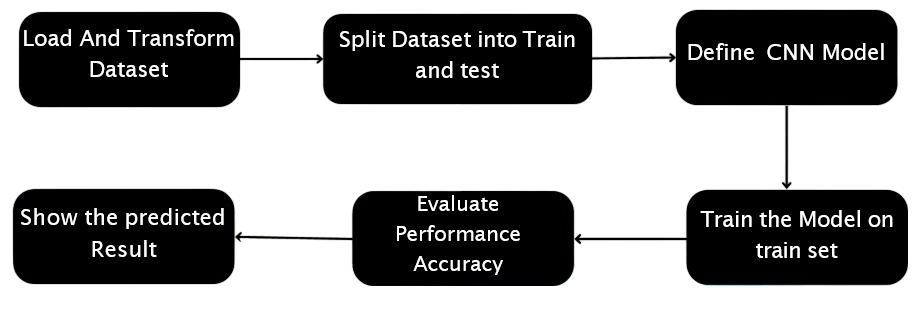 Load And Transform
Dataset
Split Dataset into Train
and test
Define CNN Model
Train the Model on
train set
Evaluate
Performance
Accuracy
Show the predicted
Result